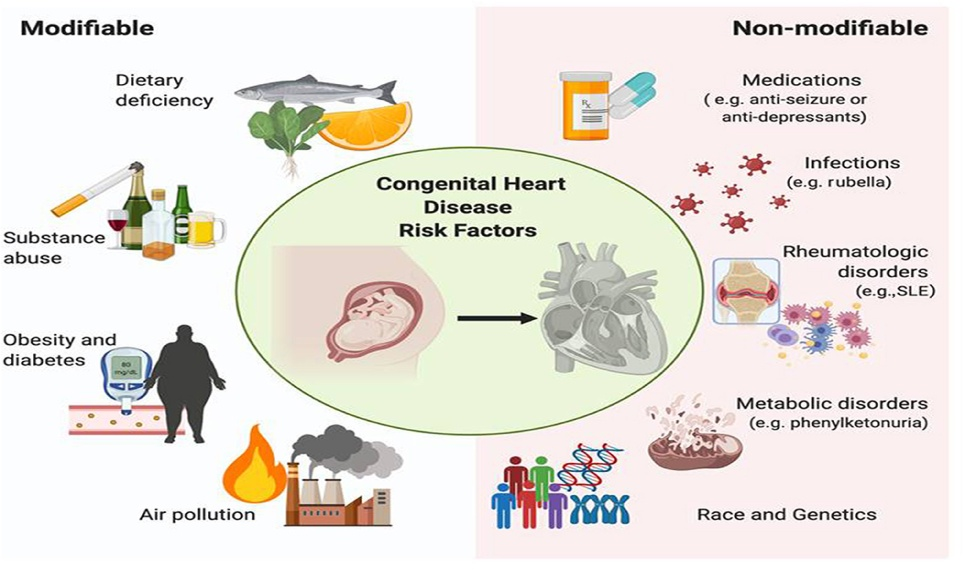 Modifiable
Non-modifiable
Dietary
deficiency
Substance
abuse
Obesity and
diabetes
80
mg/dL
Air pollution
Congenital Heart
Disease
Risk Factors
Rx
Medications
( e.g. anti-seizure or
anti-depressants)
Infections
(e.g. rubella)
Rheumatologic
disorders
(e.g.,SLE)
Metabolic disorders
(e.g. phenylketonuria)
Race and Genetics